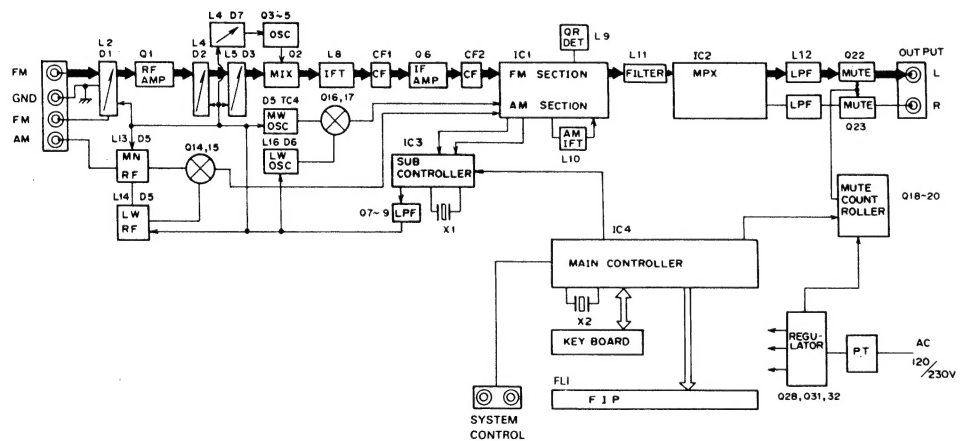 L4 D7
Q3~5
OSC
QR
DET
L9
L2
D1
Q1
L4
D2
L5 D3
Q2
L8
CF1
Q6
CF2
IC1
L11
IC2
L12
Q22
OUTPUT
FM
RF
AMP
MIX
IFT
CF
IF
AMP
CF
FM SECTION
FILTER
MPX
LPF
MUTE
L
GND
D5 TC4
Q16,17
AM
SECTION
LPF
MUTE
R
FM
MW
OSC
Q23
AM
L13
D5
Q14,15
L16 D6
IC3
AM
IFT
L10
MN
RF
LW
OSC
SUB
CONTROLLER
MUTE
COUNT
ROLLER
Q18~20
L14
D5
Q7~9
LPF
X1
LW
RF
IC4
MAIN CONTROLLER
X2
KEY BOARD
REGU-
LATOR
P.T
AC
120/230V
FL1
F I P
Q28,Q31,32
SYSTEM
CONTROL